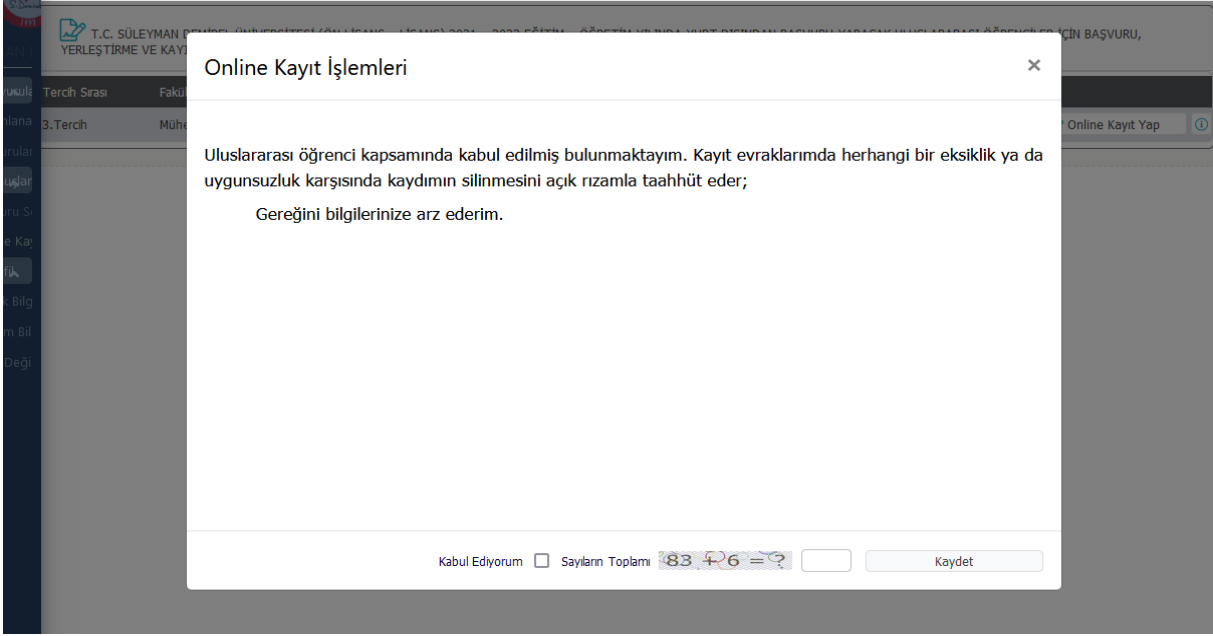 T.C. SÜLEYMAN
İÇİN BAŞVURU,
YERLEŞTİRME VE
Online Kayıt İşlemleri
×
Tercih Sırası
3.Tercih
Online Kayıt Yap
Uluslararası öğrenci kapsamında kabul edilmiş bulunmaktayım. Kayıt evraklarımda herhangi bir eksiklik ya da
uygunsuzluk karşısında kaydımın silinmesini açık rızamla taahhüt eder;
Gereğini bilgilerinize arz ederim.
Kabul Ediyorum Sayıların Toplamı 83 + 6 = ? Kaydet